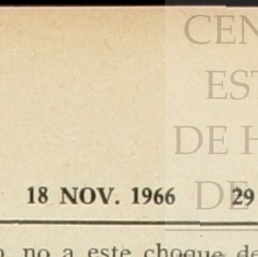 CEN
EST
DE H
18 NOV. 1966 DE 29
o, no a este choque de